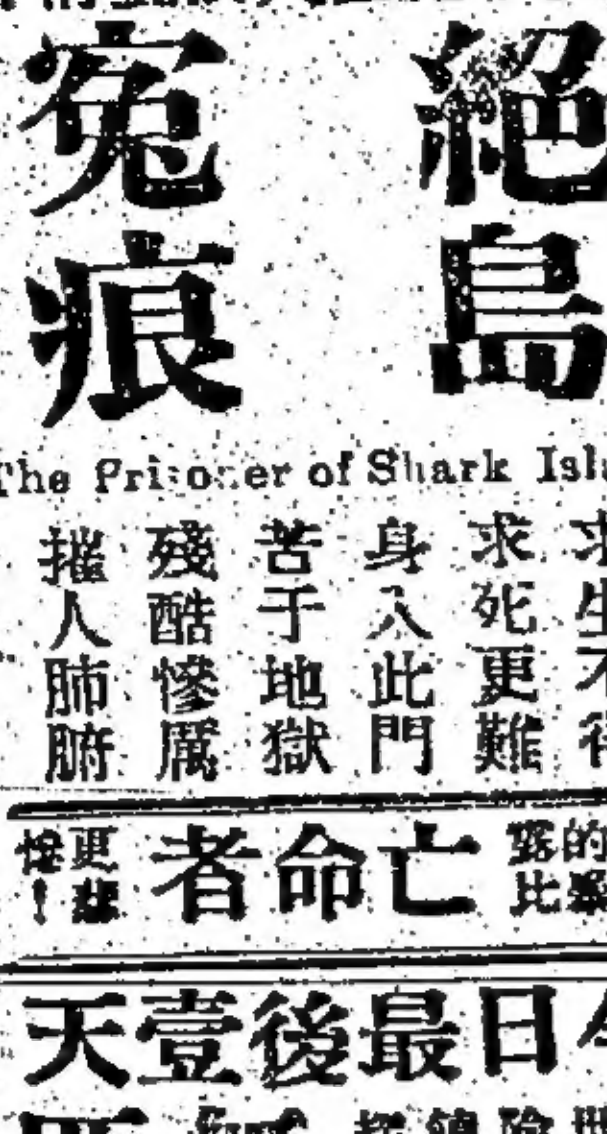 絕島
冤痕
The Prisoner of Shark Isl
求生不得
求死更難
身入此門
苦于地獄
殘酷慘厲
摧人肺腑
亡命者
日最後壹天